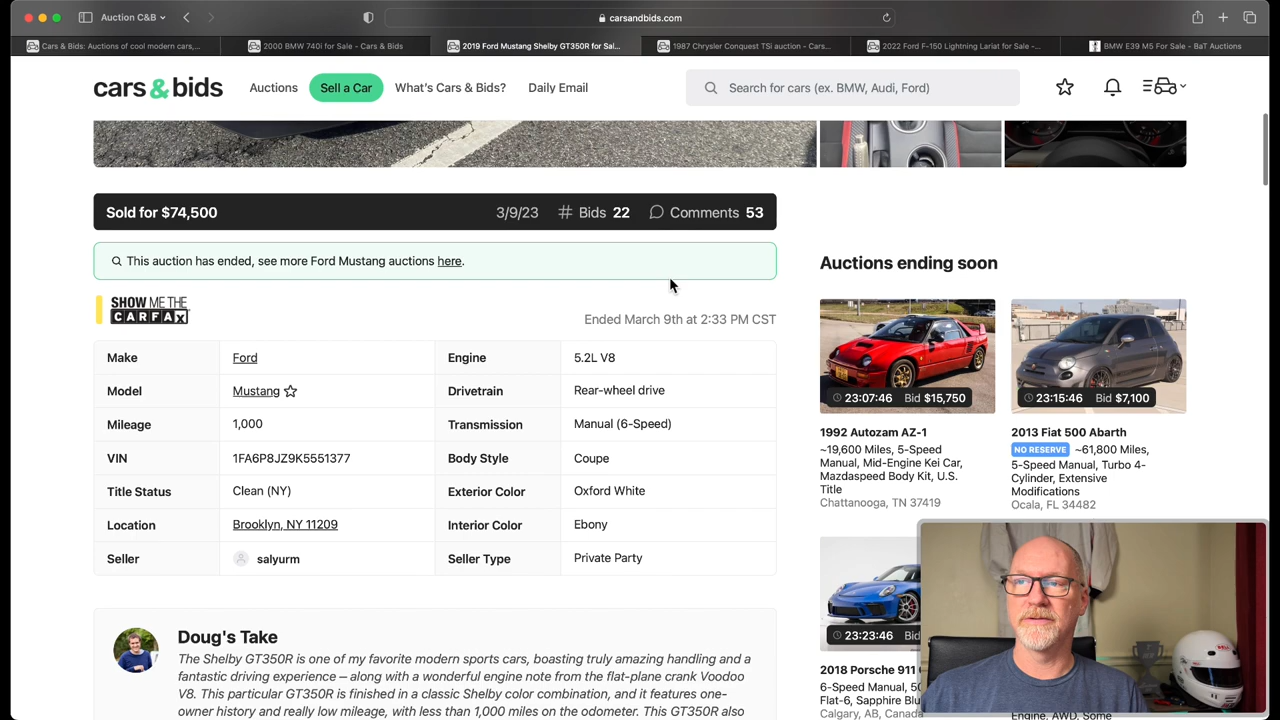 Auction C&B
carsandbids.com
Cars & Bids: Auctions of cool modern cars,...
2000 BMW 740i for Sale - Cars & Bids
2019 Ford Mustang Shelby GT350R for Sal...
1987 Chrysler Conquest TSi auction - Cars...
2022 Ford F-150 Lightning Lariat for Sale -...
BMW E39 M5 For Sale - BaT Auctions
cars & bids
Auctions
Sell a Car
What's Cars & Bids?
Daily Email
Search for cars (ex. BMW, Audi, Ford)
Sold for $74,500
3/9/23
# Bids 22
Comments 53
This auction has ended, see more Ford Mustang auctions here.
SHOW ME THE
CARFAX
Ended March 9th at 2:33 PM CST
Make Ford Engine 5.2L V8
Model Mustang Drivetrain Rear-wheel drive
Mileage 1,000 Transmission Manual (6-Speed)
Body Style Coupe
VIN
Title Status Clean (NY) Exterior Color Oxford White
Location Brooklyn, NY 11209 Interior Color Ebony
Seller salyurm Seller Type Private Party
Doug's Take
The Shelby GT350R is one of my favorite modern sports cars, boasting truly amazing handling and a
fantastic driving experience – along with a wonderful engine note from the flat-plane crank Voodoo
V8. This particular GT350R is finished in a classic Shelby color combination, and it features one-
owner history and really low mileage, with less than 1,000 miles on the odometer. This GT350R also
Auctions ending soon
23:07:46 Bid $15,750
1992 Autozam AZ-1
~19,600 Miles, 5-Speed
Manual, Mid-Engine Kei Car,
Mazdaspeed Body Kit, U.S.
Title
Chattanooga, TN 37419
23:15:46 Bid $7,100
2013 Fiat 500 Abarth
NO RESERVE ~61,800 Miles,
5-Speed Manual, Turbo 4-
Cylinder, Extensive
Modifications
Ocala, FL 34482
23:23:46 Bid
2018 Porsche 911
6-Speed Manual, 50
Flat-6, Surprise Blu
Calgary, AB, Canada
Engine, AWD, Some